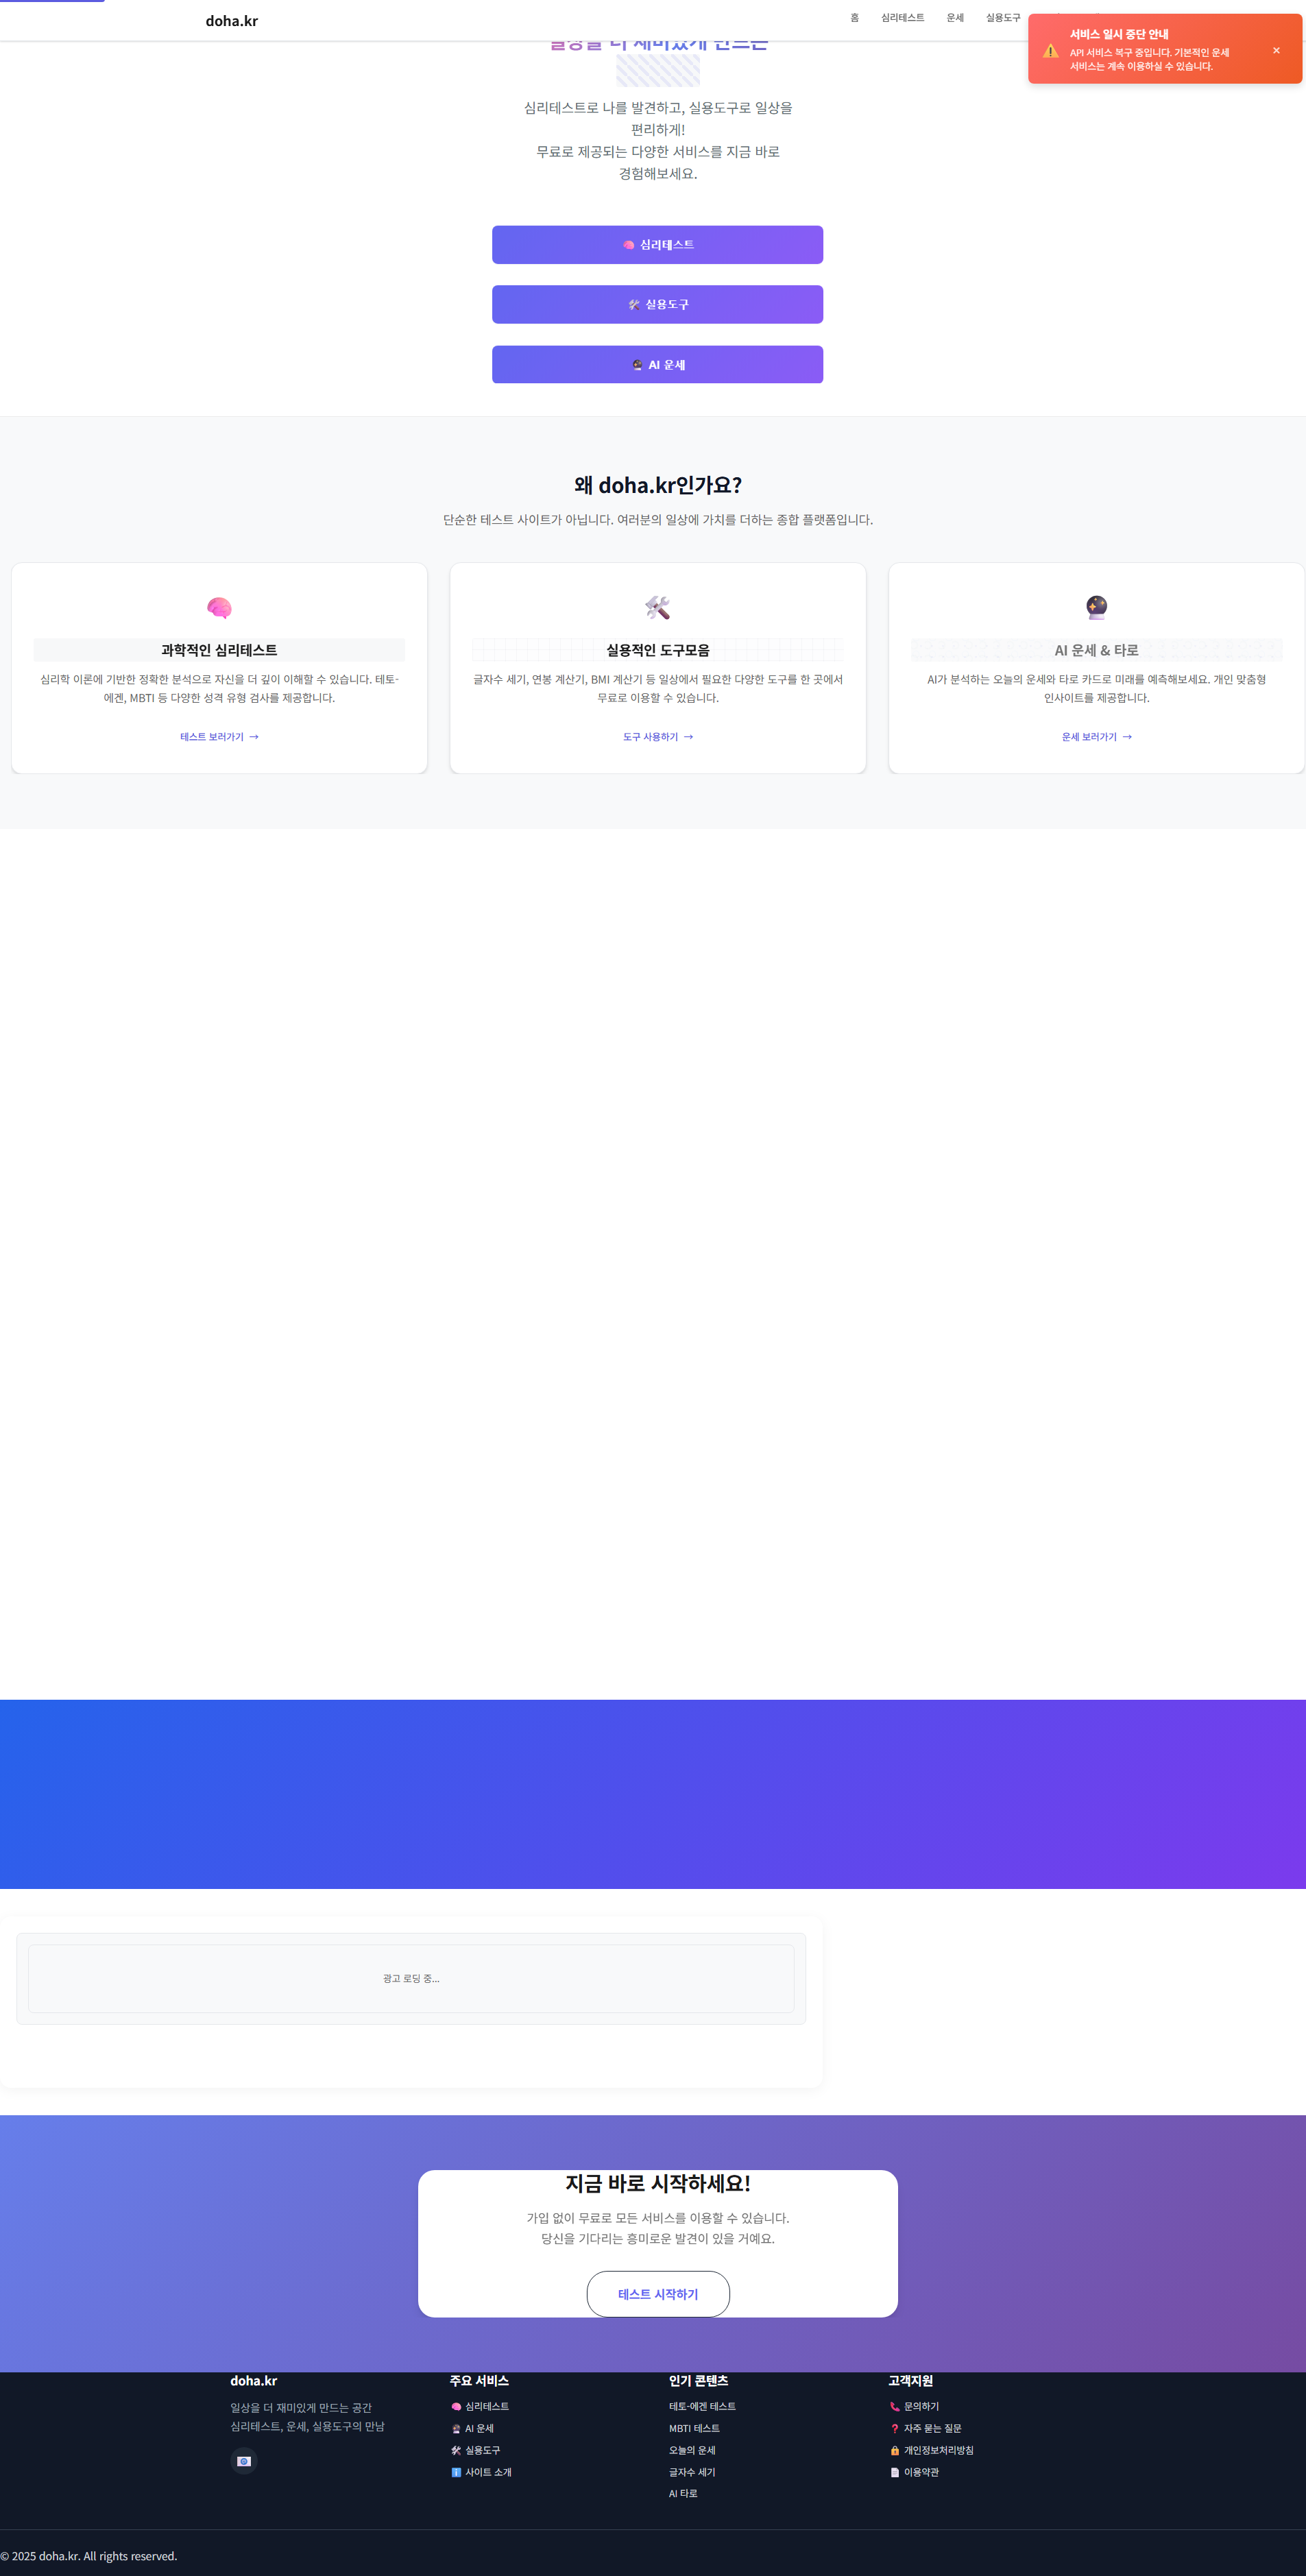 doha.kr
홈 심리테스트 운세 실용도구
서비스 일시 중단 안내
API 서비스 복구 중입니다. 기본적인 운세
서비스는 계속 이용하실 수 있습니다.
×
일상을 더 재미있게 만드는
심리테스트로 나를 발견하고, 실용도구로 일상을
편리하게!
무료로 제공되는 다양한 서비스를 지금 바로
경험해보세요.
심리테스트
실용도구
AI 운세
왜 doha.kr인가요?
단순한 테스트 사이트가 아닙니다. 여러분의 일상에 가치를 더하는 종합 플랫폼입니다.
과학적인 심리테스트
심리학 이론에 기반한 정확한 분석으로 자신을 더 깊이 이해할 수 있습니다. 테토-
에겐, MBTI 등 다양한 성격 유형 검사를 제공합니다.
테스트 보러가기 →
실용적인 도구모음
글자수 세기, 연봉 계산기, BMI 계산기 등 일상에서 필요한 다양한 도구를 한 곳에서
무료로 이용할 수 있습니다.
도구 사용하기 →
AI 운세 & 타로
AI가 분석하는 오늘의 운세와 타로 카드로 미래를 예측해보세요. 개인 맞춤형
인사이트를 제공합니다.
운세 보러가기 →
광고 로딩 중...
지금 바로 시작하세요!
가입 없이 무료로 모든 서비스를 이용할 수 있습니다.
당신을 기다리는 흥미로운 발견이 있을 거예요.
테스트 시작하기
doha.kr
일상을 더 재미있게 만드는 공간
심리테스트, 운세, 실용도구의 만남
주요 서비스
심리테스트
AI 운세
실용도구
사이트 소개
인기 콘텐츠
테토-에겐 테스트
MBTI 테스트
오늘의 운세
글자수 세기
AI 타로
고객지원
문의하기
자주 묻는 질문
개인정보처리방침
이용약관
© 2025 doha.kr. All rights reserved.